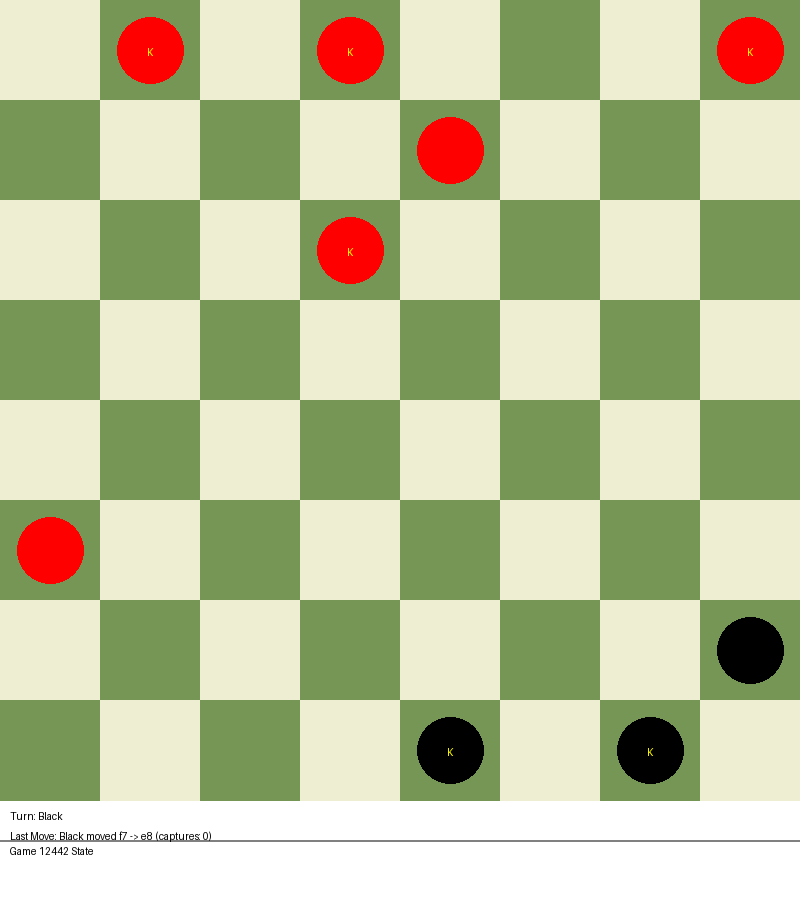 K K K
K
K K
Turn: Black
Last Move: Black moved f7 -> e8 (captures: 0)
Game 12442 State